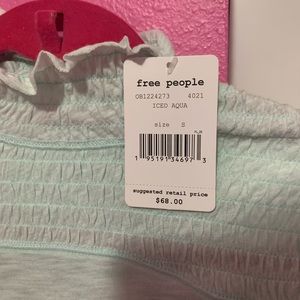 free people
OB1224273 4021
ICED AQUA
size S
1 95191 34697 3
suggested retail price
$68.00